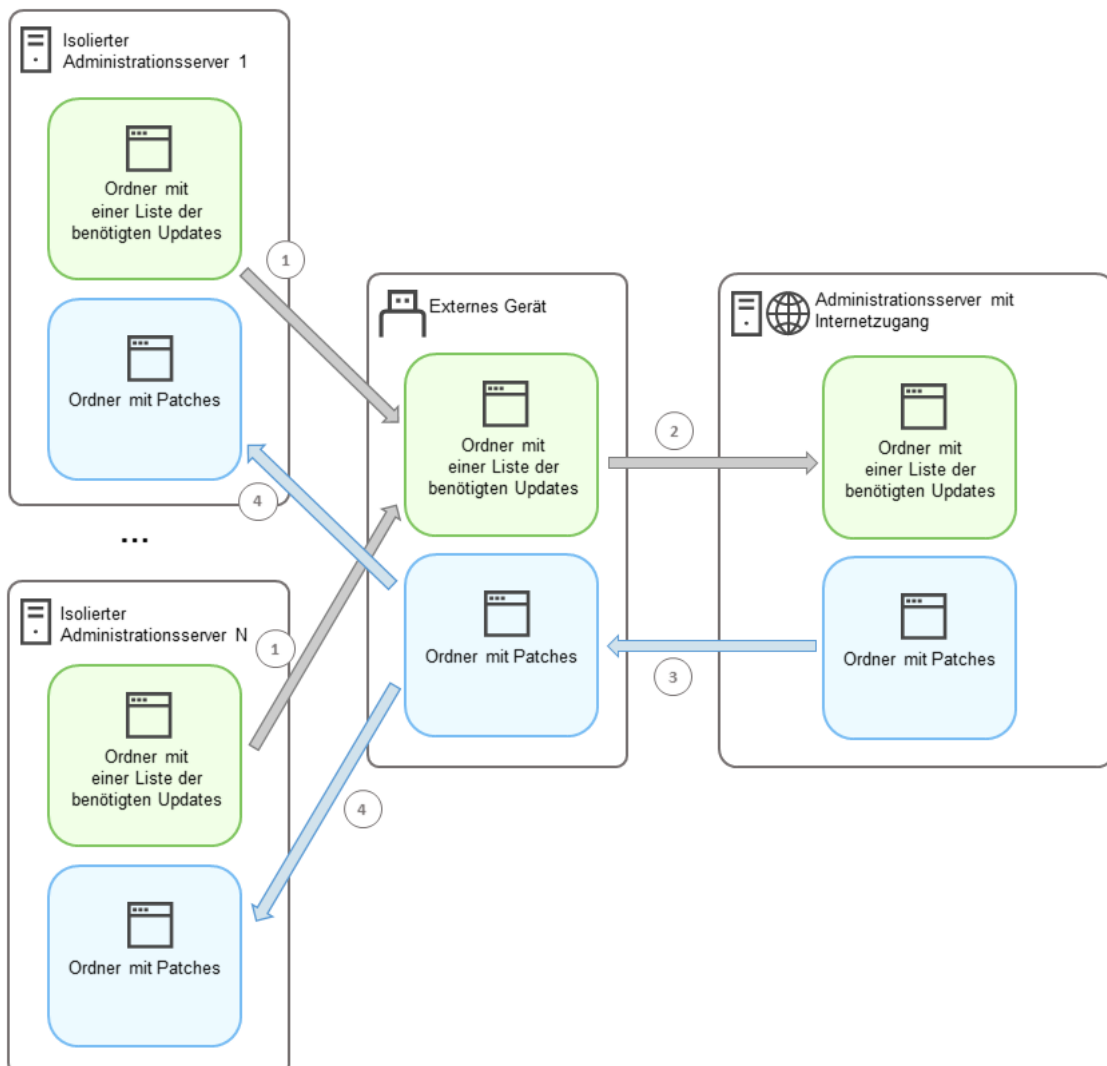 Isolierter
Administrationsserver 1
Ordner mit
einer Liste der
benötigten Updates
1
Ordner mit Patches
4
...
Isolierter
Administrationsserver N
1
Ordner mit
einer Liste der
benötigten Updates
4
Ordner mit Patches
Externes Gerät
Ordner mit
einer Liste der
benötigten Updates
2
Ordner mit Patches
3
Administrationsserver mit
Internetzugang
Ordner mit
einer Liste der
benötigten Updates
Ordner mit Patches